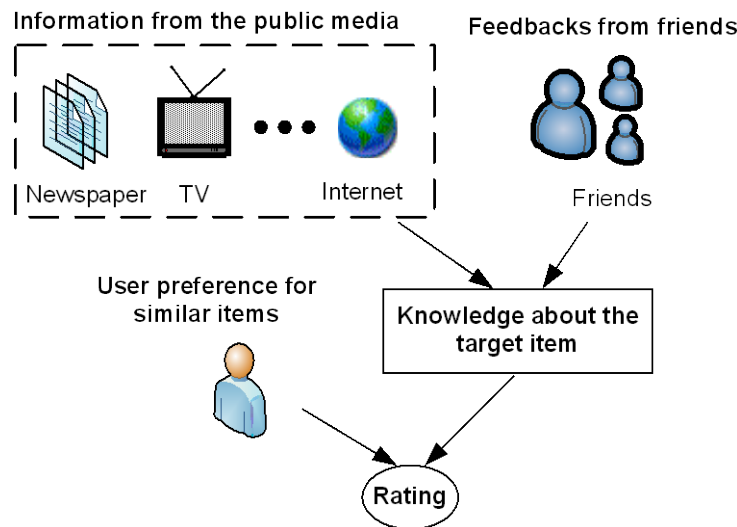 Information from the public media
Feedbacks from friends
Newspaper
TV
Internet
Friends
User preference for
similar items
Knowledge about the
target item
Rating